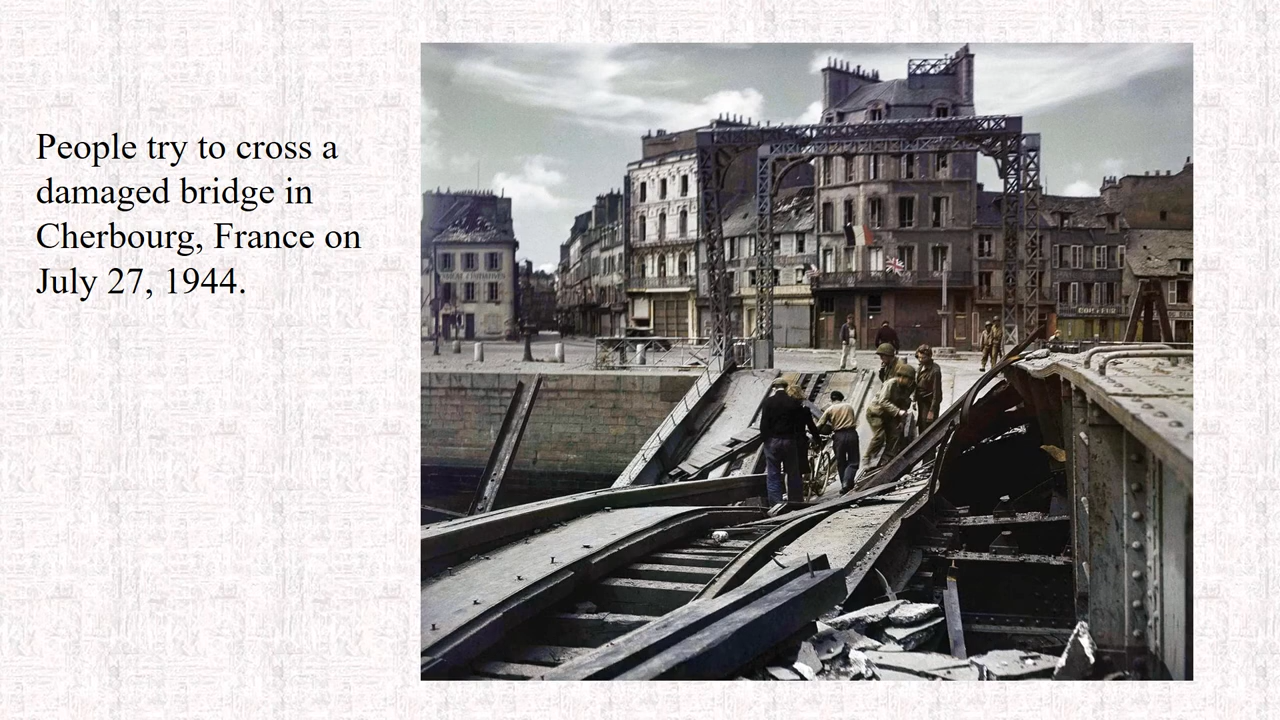 People try to cross a
damaged bridge in
Cherbourg, France on
July 27, 1944.